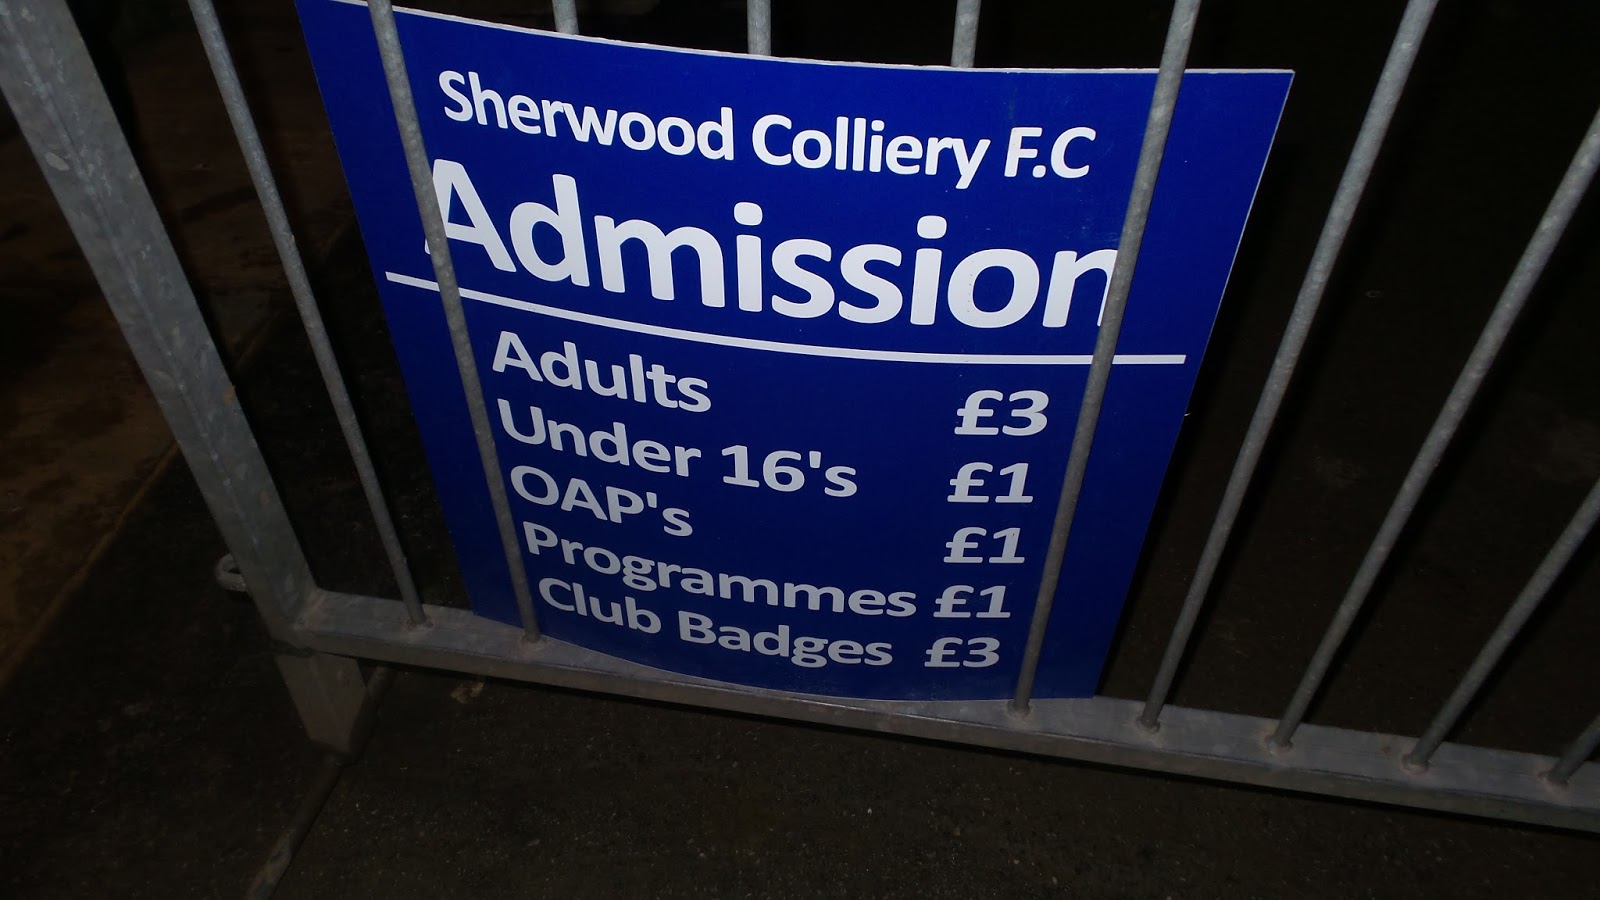 Sherwood Colliery F.C
Admission
Adults £3
Under 16's £1
OAP's £1
Programmes £1
Club Badges £3